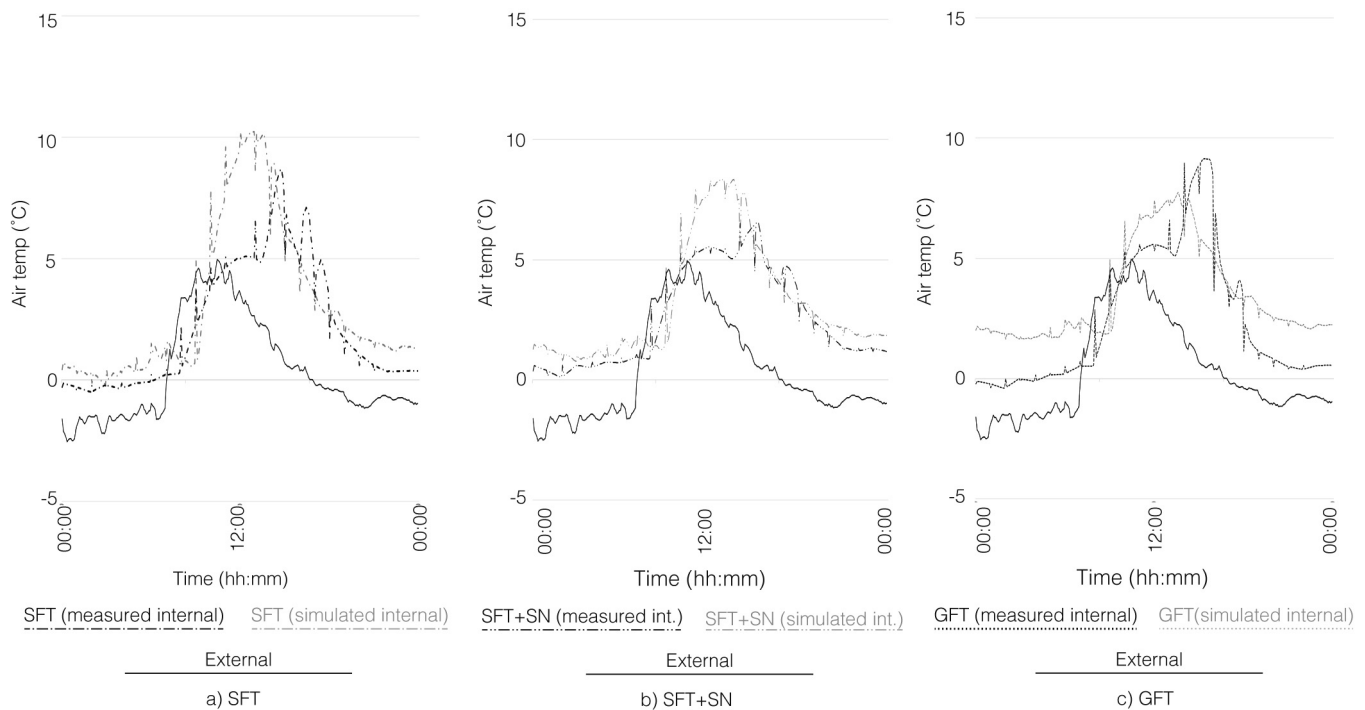 15
10
5
0
-5
Air temp (˚C)
00:00
12:00
00:00
Time (hh:mm)
SFT (measured internal)
SFT (simulated internal)
External
a) SFT
15
10
5
0
-5
Air temp (˚C)
00:00
12:00
00:00
Time (hh:mm)
SFT+SN (measured int.)
SFT+SN (simulated int.)
External
b) SFT+SN
15
10
5
0
-5
Air temp (˚C)
00:00
12:00
00:00
Time (hh:mm)
GFT (measured internal)
GFT(simulated internal)
External
c) GFT